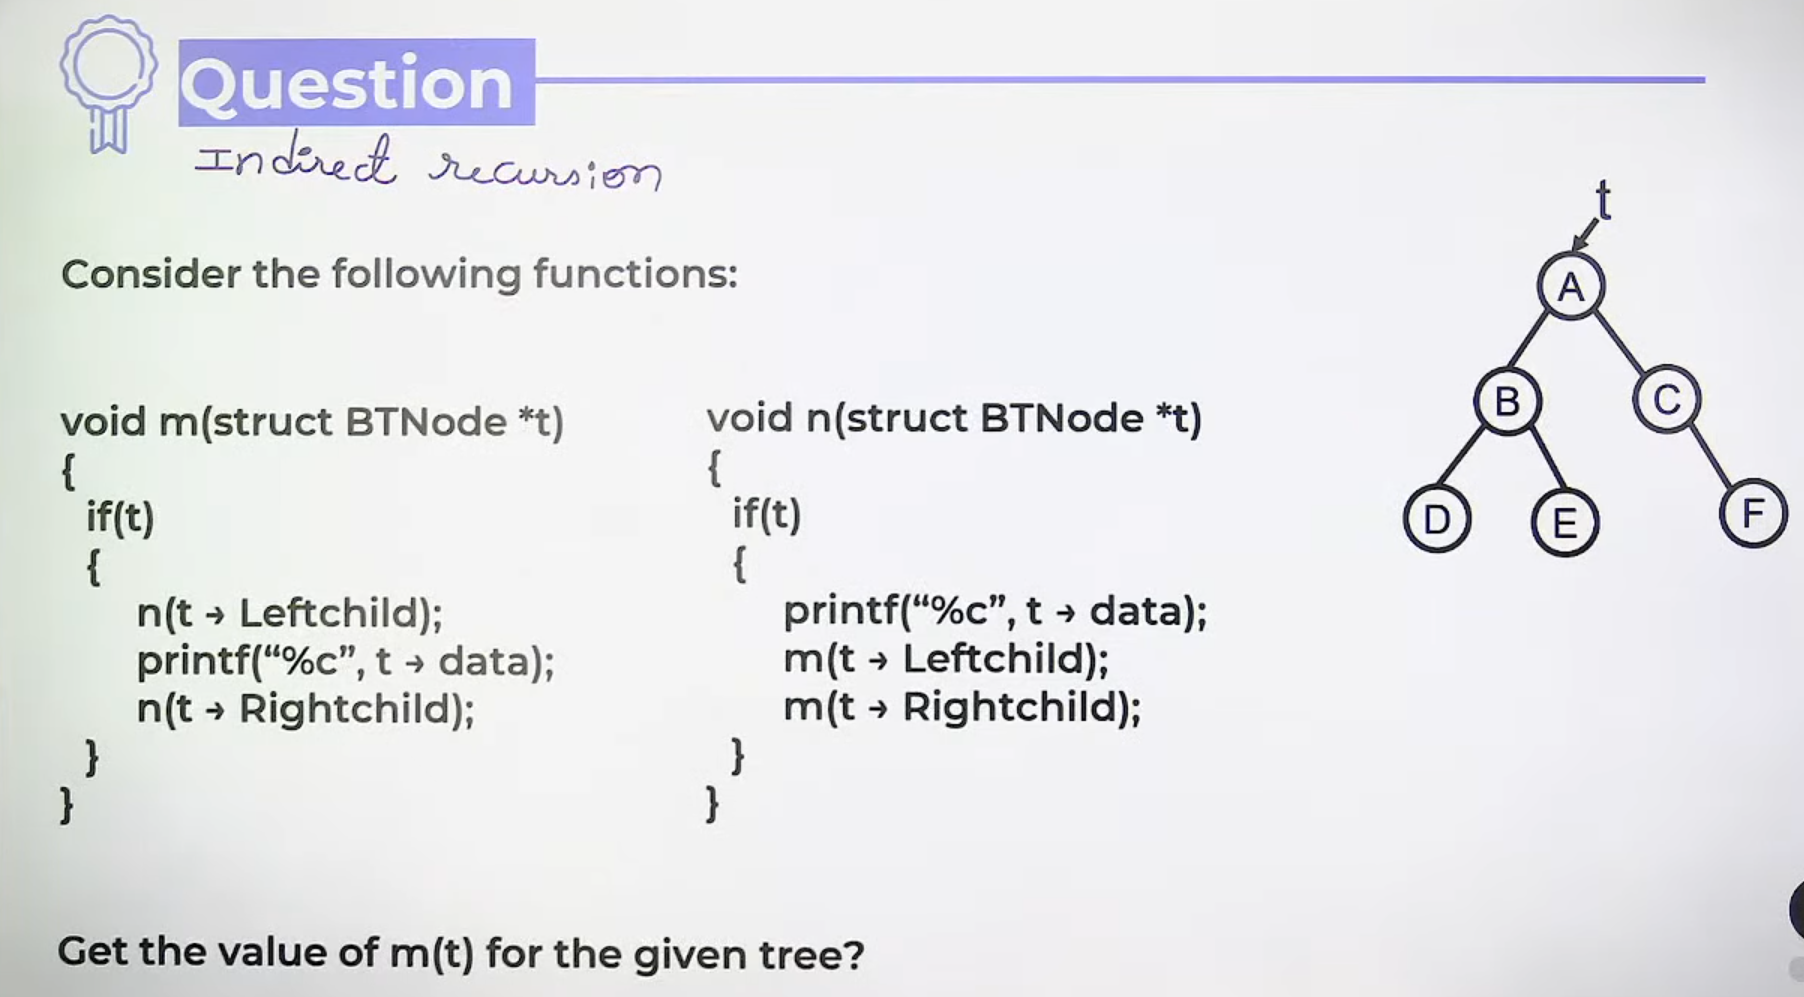 Question
Indirect recursion
Consider the following functions:
void m(struct BTNode *t)
{
if(t)
{
n(t → Leftchild);
printf(“%c”, t → data);
n(t → Rightchild);
}
}
void n(struct BTNode *t)
{
if(t)
{
printf(“%c”, t → data);
m(t → Leftchild);
m(t → Rightchild);
}
}
t
A
B
C
D
E
F
Get the value of m(t) for the given tree?